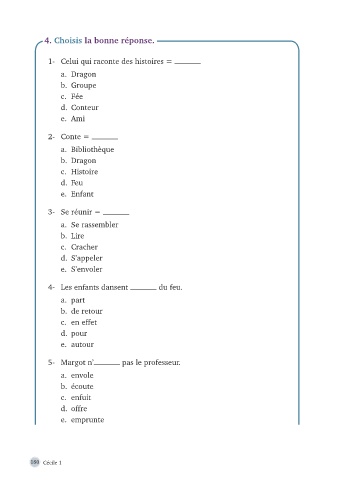 4. Choisis la bonne réponse.
1- Celui qui raconte des histoires = ______
a. Dragon
b. Groupe
c. Fée
d. Conteur
e. Ami
2- Conte = ______
a. Bibliothèque
b. Dragon
c. Histoire
d. Feu
e. Enfant
3- Se réunir = ______
a. Se rassembler
b. Lire
c. Cracher
d. S'appeler
e. S'envoler
4- Les enfants dansent ______ du feu.
a. part
b. de retour
c. en effet
d. pour
e. autour
5- Margot n'______ pas le professeur.
a. envole
b. écoute
c. enfuit
d. offre
e. emprunte
Cécile 1